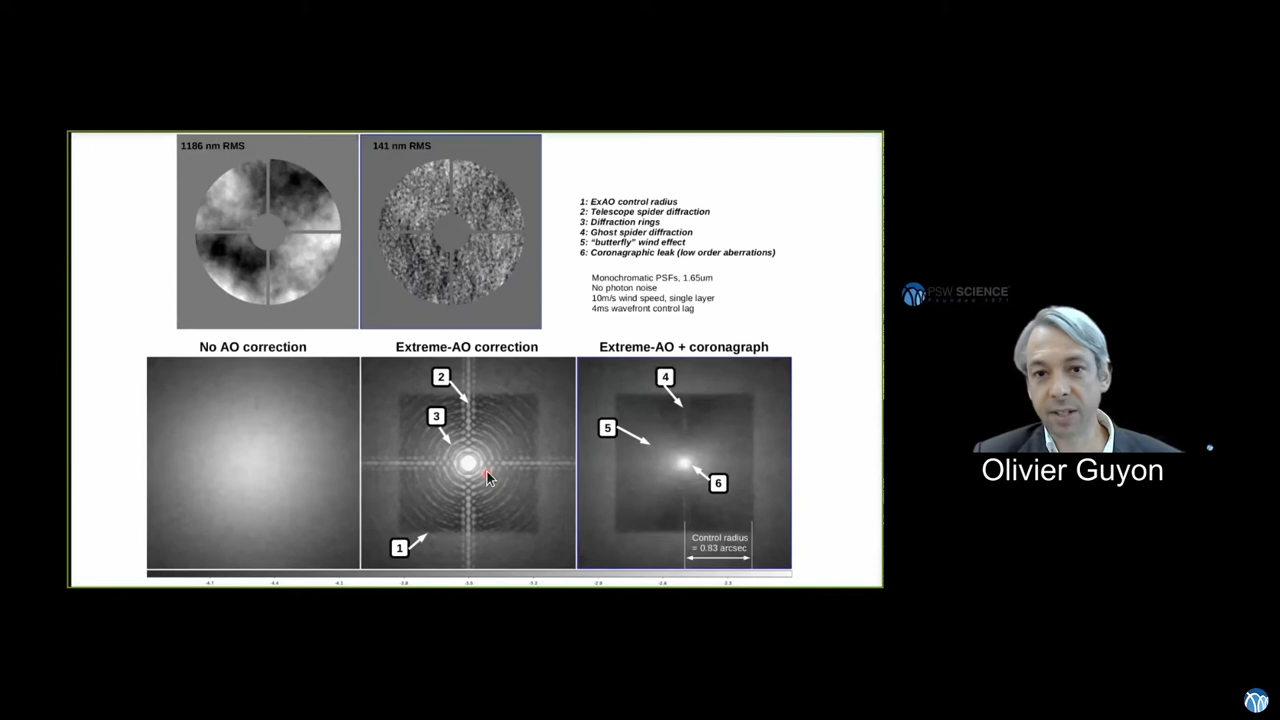 1186 nm RMS
141 nm RMS
1: ExAO control radius
2: Telescope spider diffraction
3: Diffraction rings
4: Ghost spider diffraction
5: “butterfly” wind effect
6: Coronagraphic leak (low order aberrations)
Monochromatic PSFs, 1.65um
No photon noise
10m/s wind speed, single layer
4ms wavefront control lag
No AO correction
Extreme-AO correction
Extreme-AO + coronagraph
2
3
1
4
5
6
Control radius
= 0.83 arcsec
PSW SCIENCE
Founded 1871
Olivier Guyon